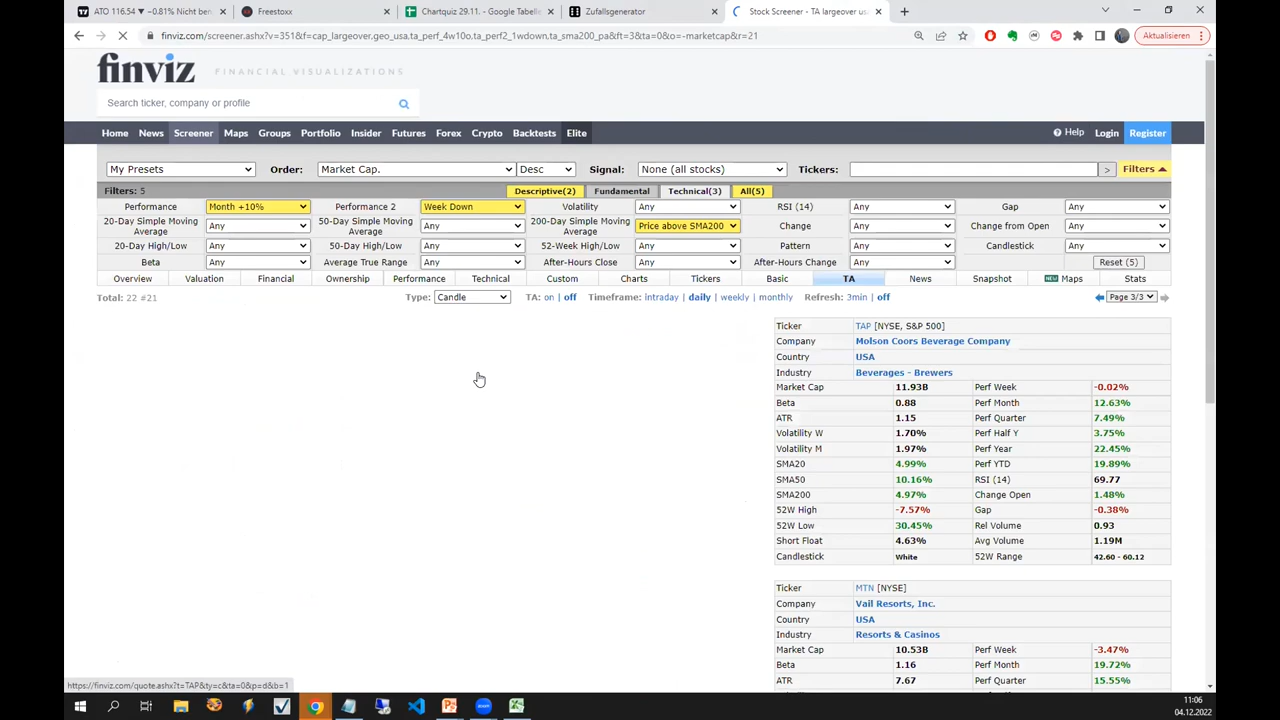 ATO 116.54 ▼ −0.81% Nicht ben
Freestoxx
Chartquiz 29.11. - Google Tabelle
Zufallsgenerator
Stock Screener - TA largeover us
finviz.com/screener.ashx?v=351&f=cap_largeover,geo_usa,ta_perf_4w10o,ta_perf2_1wdown,ta_sma200_pa&ft=3&ta=0&o=-marketcap&r=21
Aktualisieren
finviz FINANCIAL VISUALIZATIONS
Search ticker, company or profile
Home News Screener Maps Groups Portfolio Insider Futures Forex Crypto Backtests Elite Help Login Register
My Presets Order: Market Cap. Desc Signal: None (all stocks) Tickers: > Filters
Filters: 5 Descriptive(2) Fundamental Technical(3) All(5)
Performance Month +10% Performance 2 Week Down Volatility Any RSI (14) Any Gap Any
20-Day Simple Moving Average Any 50-Day Simple Moving Average Any 200-Day Simple Moving Average Price above SMA200 Change Any Change from Open Any
20-Day High/Low Any 50-Day High/Low Any 52-Week High/Low Any Pattern Any Candlestick Any
Beta Any Average True Range Any After-Hours Close Any After-Hours Change Any Reset (5)
Overview Valuation Financial Ownership Performance Technical Custom Charts Tickers Basic TA News Snapshot NEW Maps Stats
Total: 22 #21 Type: Candle TA: on | off Timeframe: intraday | daily | weekly | monthly Refresh: 3min | off Page 3/3
Ticker TAP [NYSE, S&P 500]
Company Molson Coors Beverage Company
Country USA
Industry Beverages - Brewers
Market Cap 11.93B Perf Week -0.02%
Beta 0.88 Perf Month 12.63%
ATR 1.15 Perf Quarter 7.49%
Volatility W 1.70% Perf Half Y 3.75%
Volatility M 1.97% Perf Year 22.45%
SMA20 4.99% Perf YTD 19.89%
SMA50 10.16% RSI (14) 69.77
SMA200 4.97% Change Open 1.48%
52W High -7.57% Gap -0.38%
52W Low 30.45% Rel Volume 0.93
Short Float 4.63% Avg Volume 1.19M
Candlestick White 52W Range 42.60 - 60.12
Ticker MTN [NYSE]
Company Vail Resorts, Inc.
Country USA
Industry Resorts & Casinos
Market Cap 10.53B Perf Week -3.47%
Beta 1.16 Perf Month 19.72%
ATR 7.67 Perf Quarter 15.55%
https://finviz.com/quote.ashx?t=TAP&ty=c&ta=0&p=d&b=1
11:06
04.12.2022